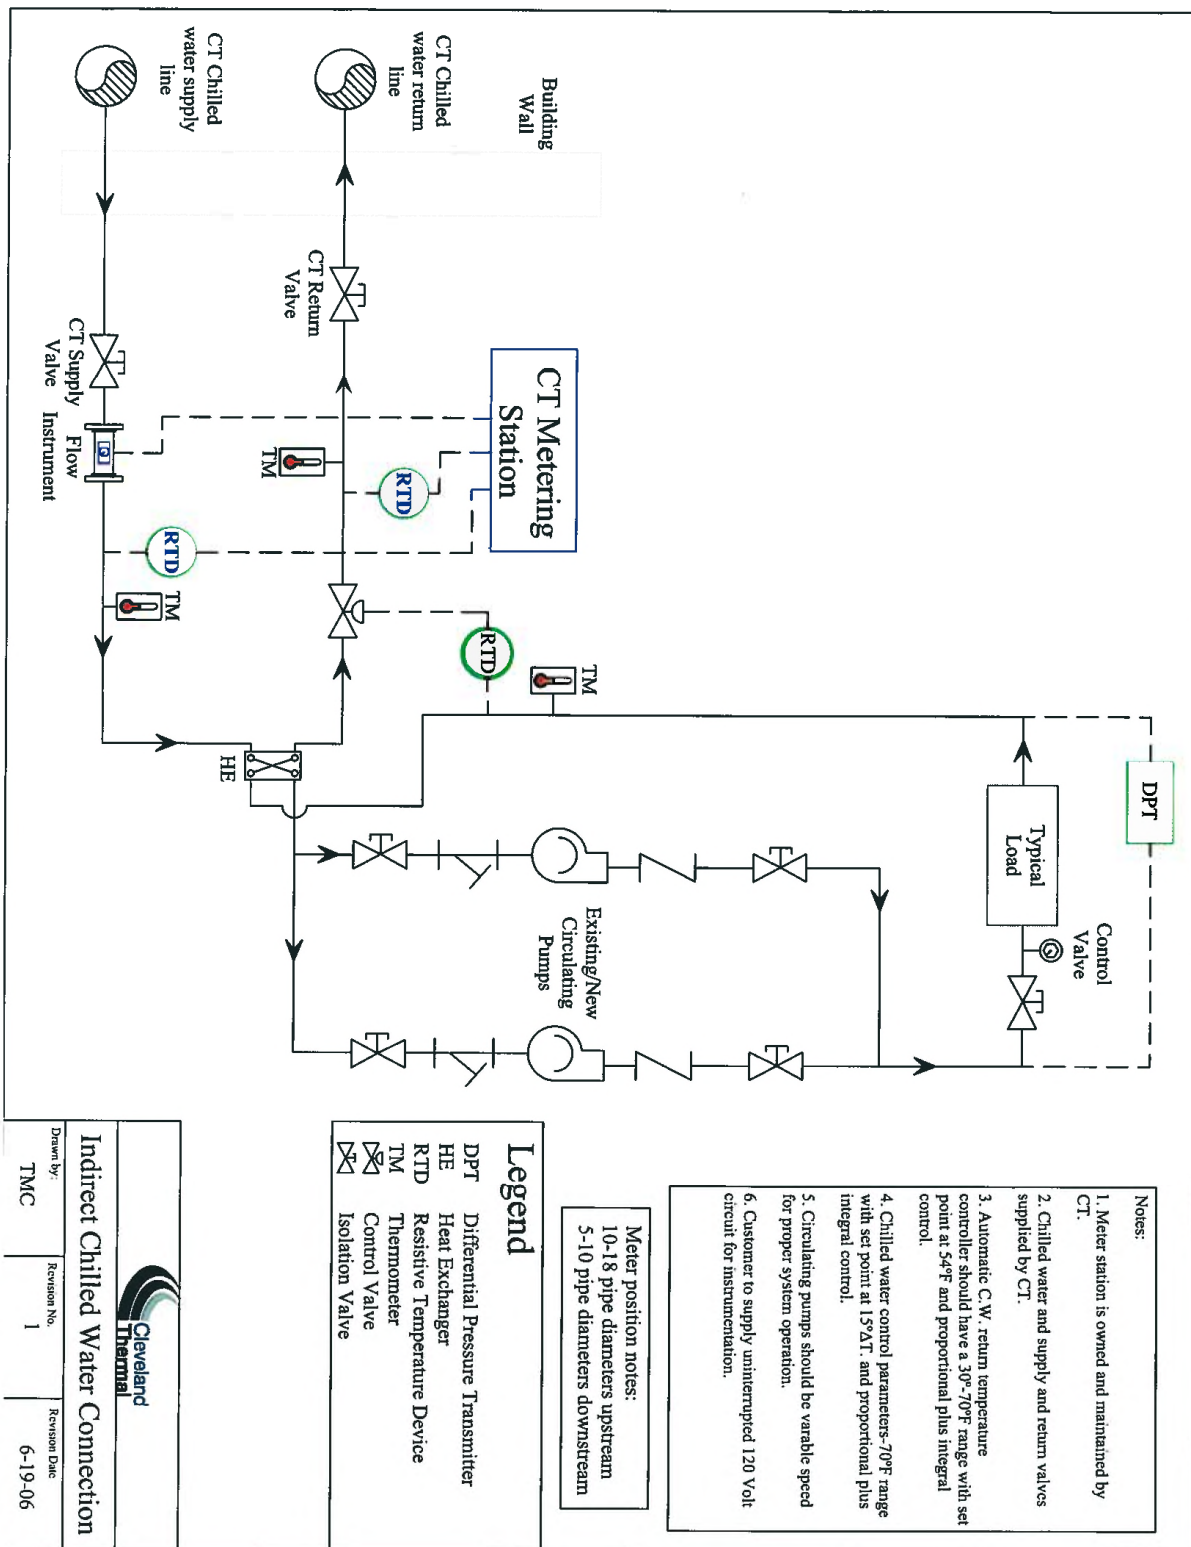 CT Chilled
water supply
line
CT Chilled
water return
line
Building
Wall
CT Supply
Valve
Flow
Instrument
CT Return
Valve
CT Metering
Station
TM
RTD
RTD
TM
RTD
TM
HE
DPT
Typical
Load
Control
Valve
Existing/New
Circulating
Pumps
Notes:
1. Meter station is owned and maintained by
CT.
2. Chilled water and supply and return valves
supplied by CT.
3. Automatic C.W. return temperature
controller should have a 30°-70°F range with set
point at 54°F and proportional plus integral
control.
4. Chilled water control parameters-70°F range
with set point at 15°ΔT. and proportional plus
integral control.
5. Circulating pumps should be varable speed
for proper system operation.
6. Customer to supply uninterrupted 120 Volt
circuit for instrumentation.
Meter position notes:
10-18 pipe diameters upstream
5-10 pipe diameters downstream
Legend
DPT Differential Pressure Transmitter
HE Heat Exchanger
RTD Resistive Temperature Device
TM Thermometer
Control Valve
Isolation Valve
Cleveland
Thermal
Indirect Chilled Water Connection
Drawn by: TMC
Revision No. 1
Revision Date 6-19-06